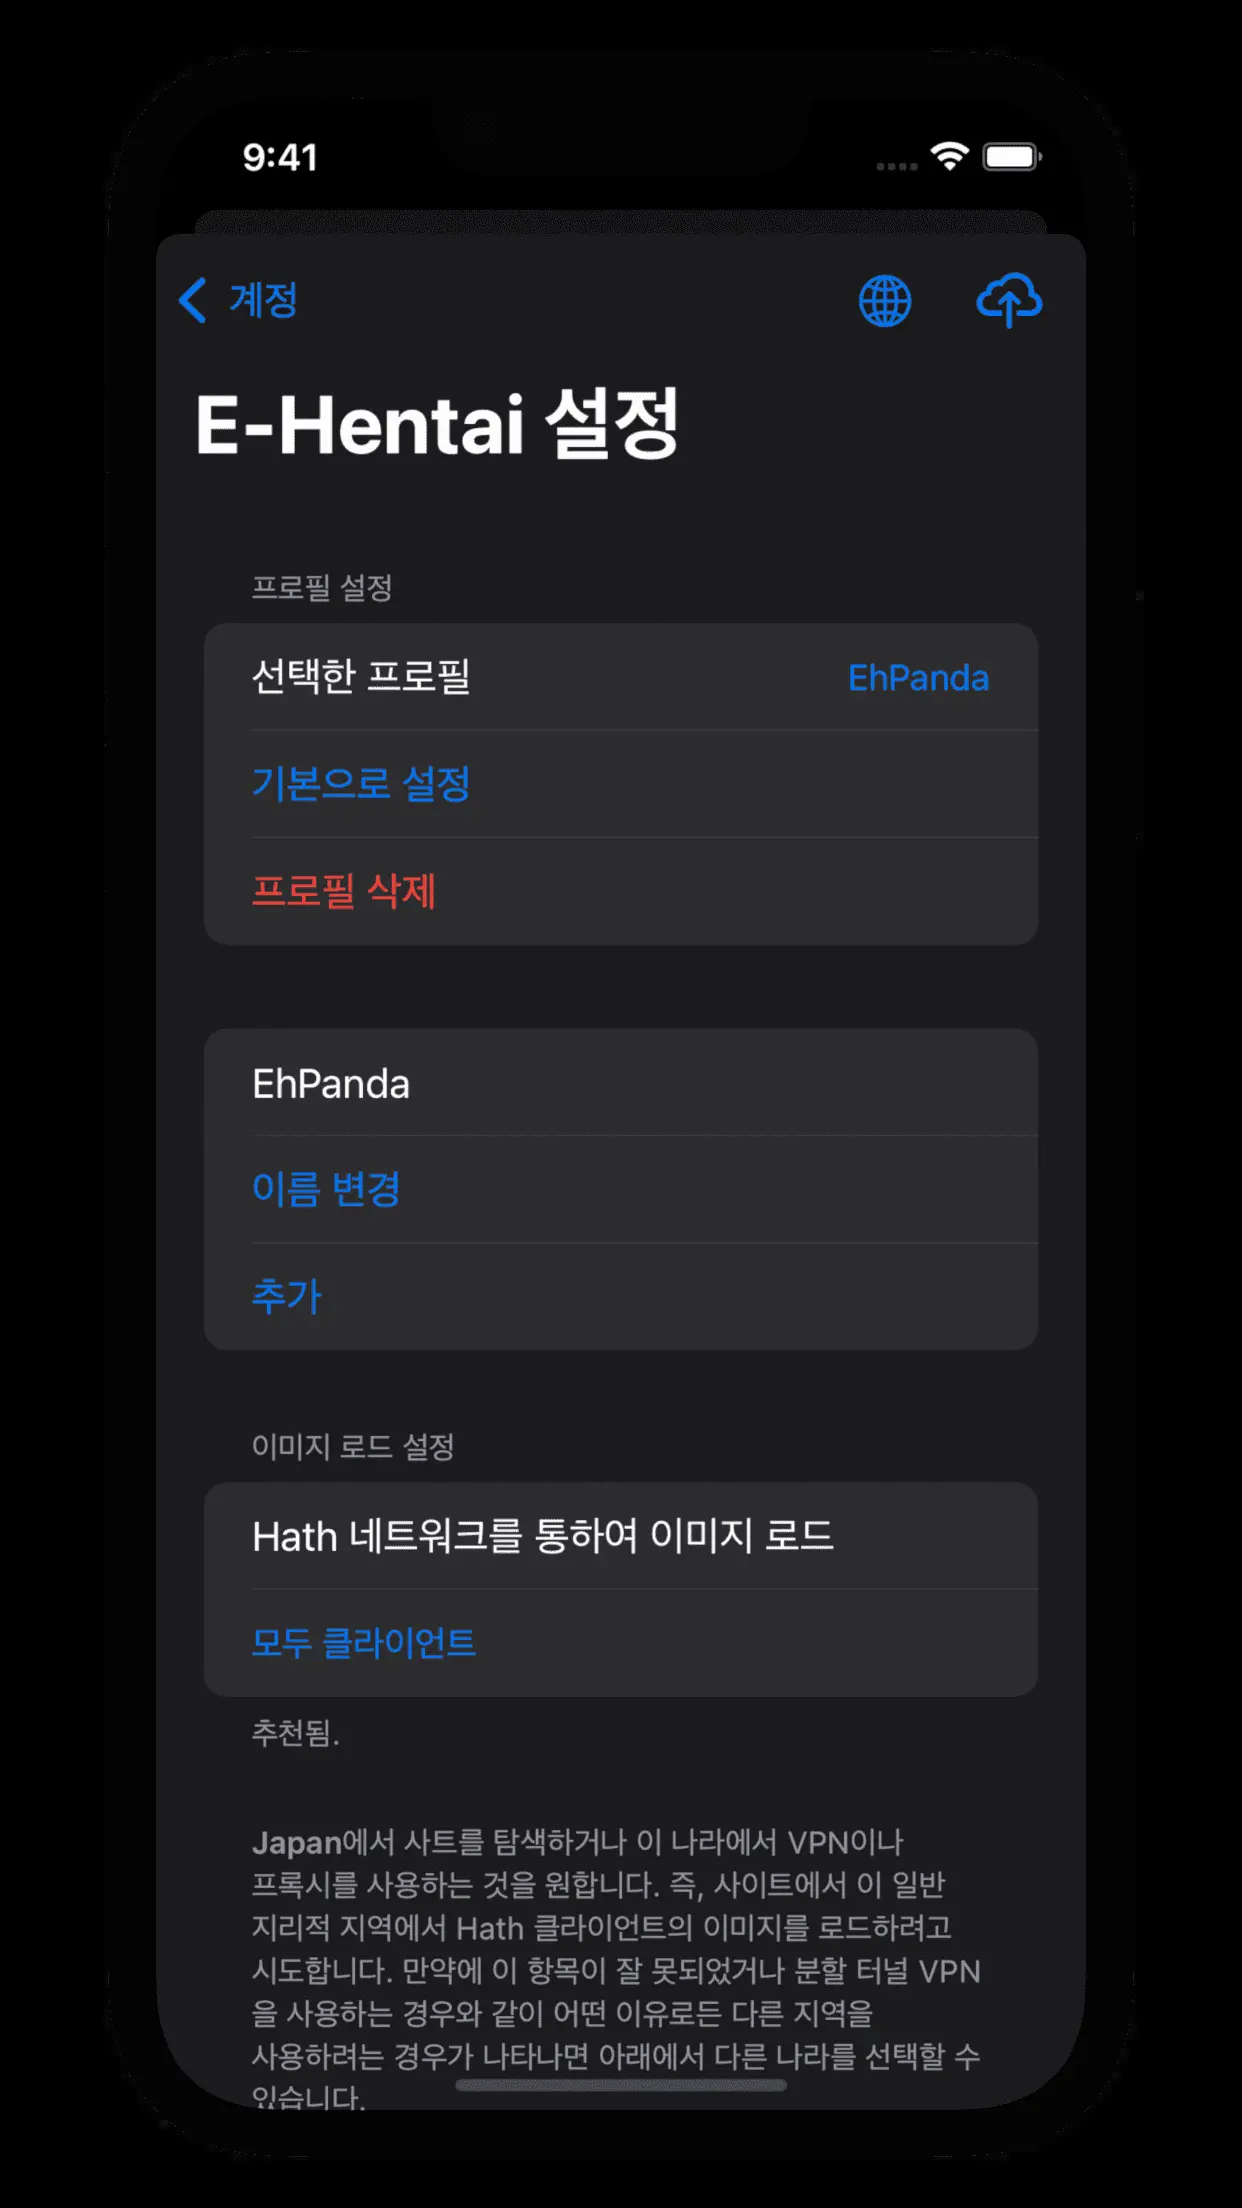 9:41
계정
E-Hentai 설정
프로필 설정
선택한 프로필 EhPanda
기본으로 설정
프로필 삭제
EhPanda
이름 변경
추가
이미지 로드 설정
Hath 네트워크를 통하여 이미지 로드
모두 클라이언트
추천됨.
Japan에서 사트를 탐색하거나 이 나라에서 VPN이나
프록시를 사용하는 것을 원합니다. 즉, 사이트에서 이 일반
지리적 지역에서 Hath 클라이언트의 이미지를 로드하려고
시도합니다. 만약에 이 항목이 잘 못되었거나 분할 터널 VPN
을 사용하는 경우와 같이 어떤 이유로든 다른 지역을
사용하려는 경우가 나타나면 아래에서 다른 나라를 선택할 수
있습니다.